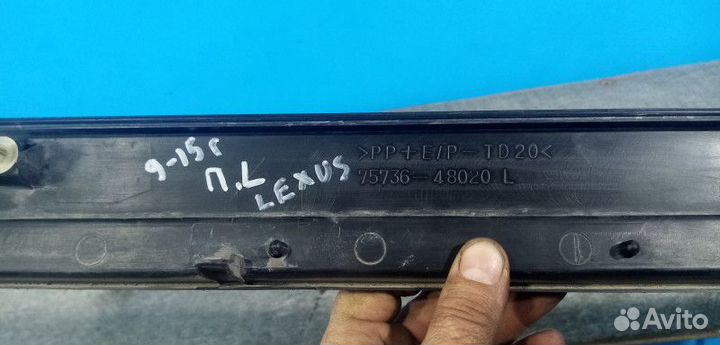 9-15г
П.L
LEXUS
>PP+E/P-TD20<
75736-48020 L
Avito